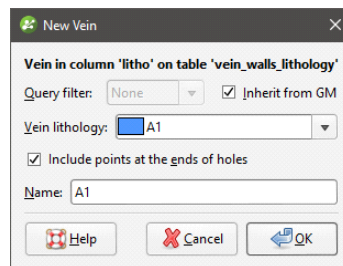 New Vein
Vein in column 'litho' on table 'vein_walls_lithology'
Query filter: None Inherit from GM
Vein lithology: A1
Include points at the ends of holes
Name: A1
Help Cancel OK